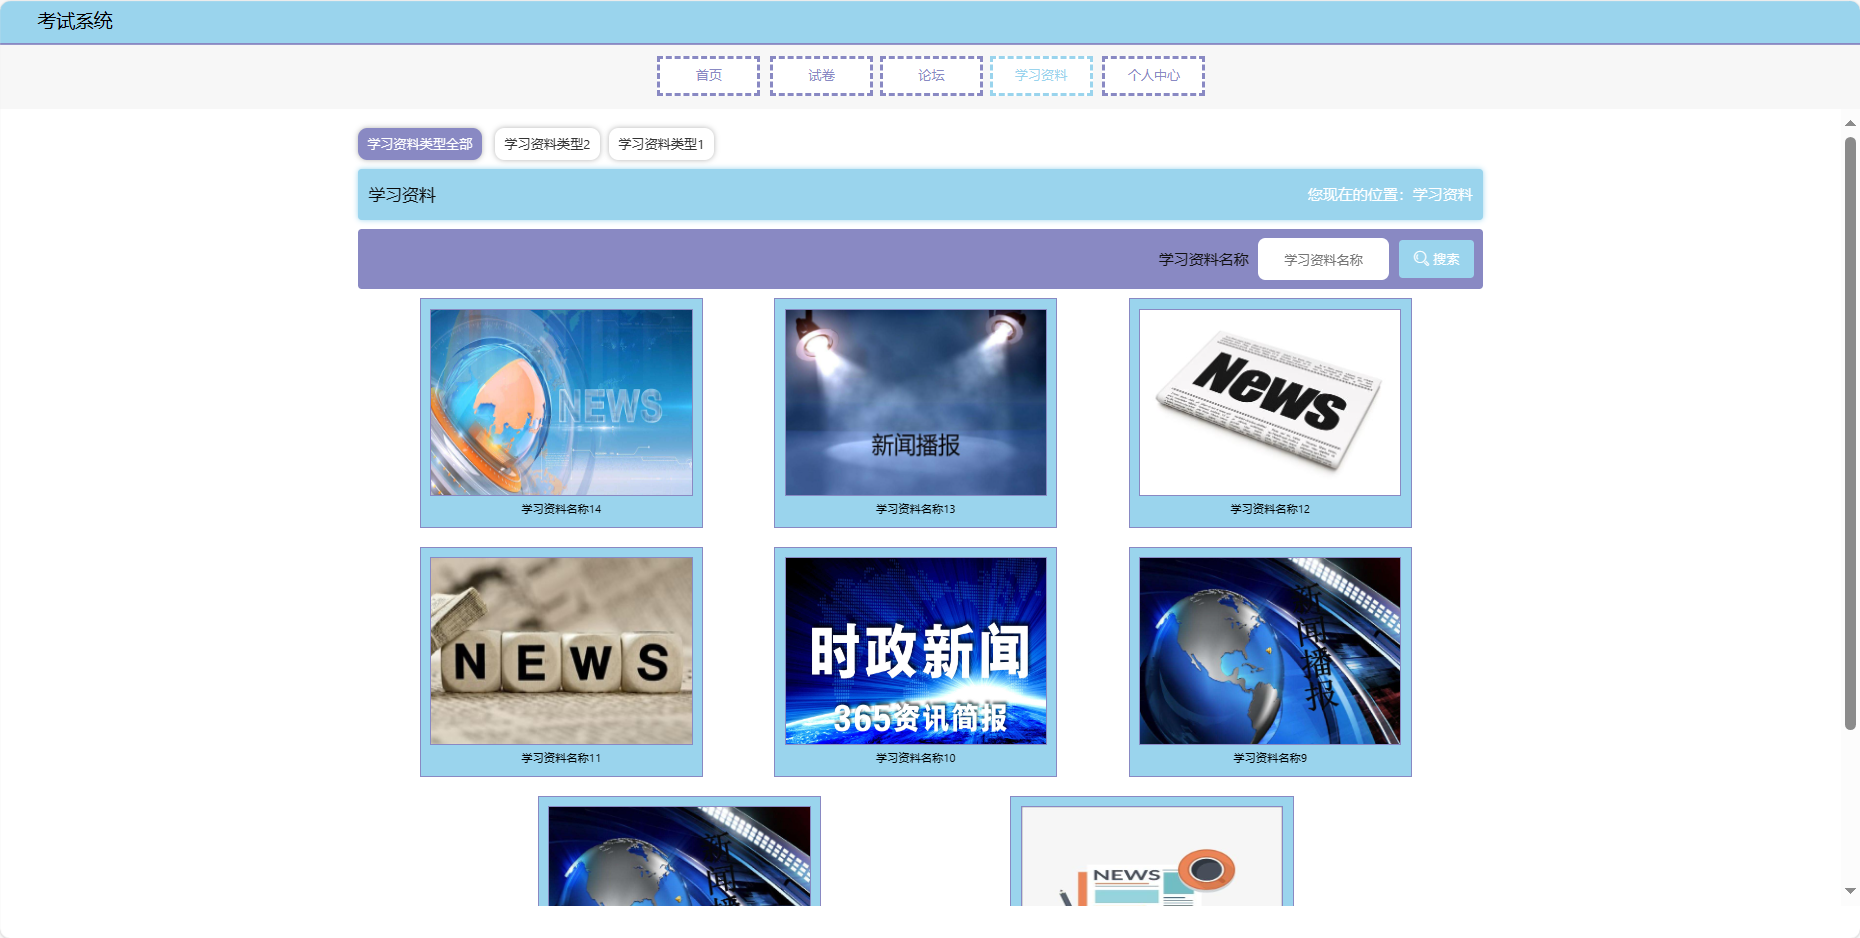 考试系统
首页 试卷 论坛 学习资料 个人中心
学习资料类型全部 学习资料类型2 学习资料类型1
学习资料 您现在的位置：学习资料
学习资料名称 学习资料名称 搜索
NEWS
新闻播报
News
学习资料名称14 学习资料名称13 学习资料名称12
NEWS
时政新闻
365资讯简报
新闻播报
学习资料名称11 学习资料名称10 学习资料名称9
新闻
NEWS